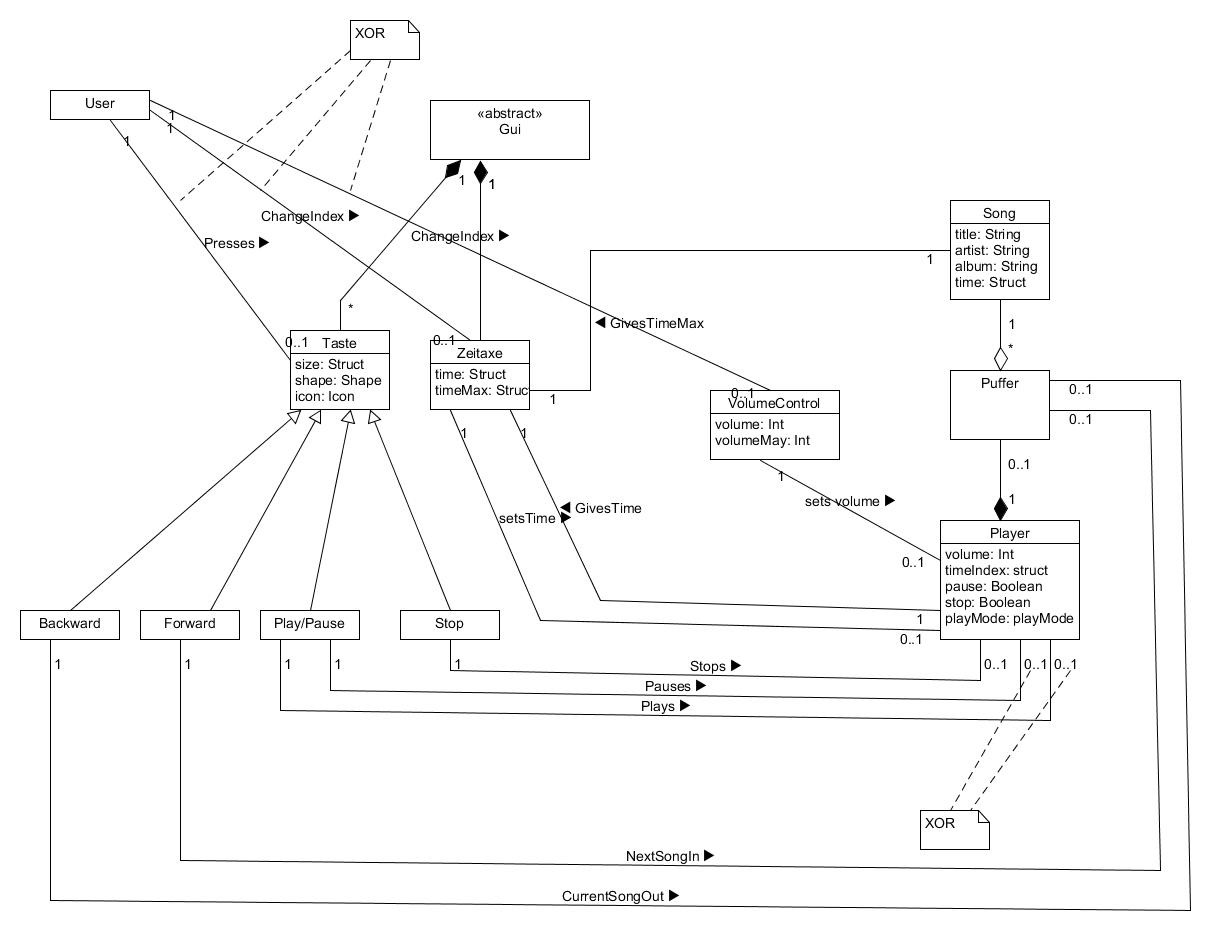 XOR
User
1
1
1
«abstract»
Gui
1
1
ChangeIndex ►
ChangeIndex ►
Presses ►
Song
title: String
artist: String
album: String
time: Struct
1
1
*
*
◄ GivesTimeMax
0..1
Taste
size: Struct
shape: Shape
icon: Icon
0..1
Zeitaxe
time: Struct
timeMax: Struc
1
0..1
VolumeControl
volume: Int
volumeMay: Int
1
Puffer
0..1
0..1
0..1
1
1
1
sets volume ►
◄ GivesTime
setsTime ►
Player
volume: Int
timeIndex: struct
pause: Boolean
stop: Boolean
playMode: playMode
0..1
1
0..1
Backward
Forward
Play/Pause
Stop
1
1
1
1
1
0..1
0..1
0..1
Stops ►
Pauses ►
Plays ►
XOR
NextSongIn ►
CurrentSongOut ►